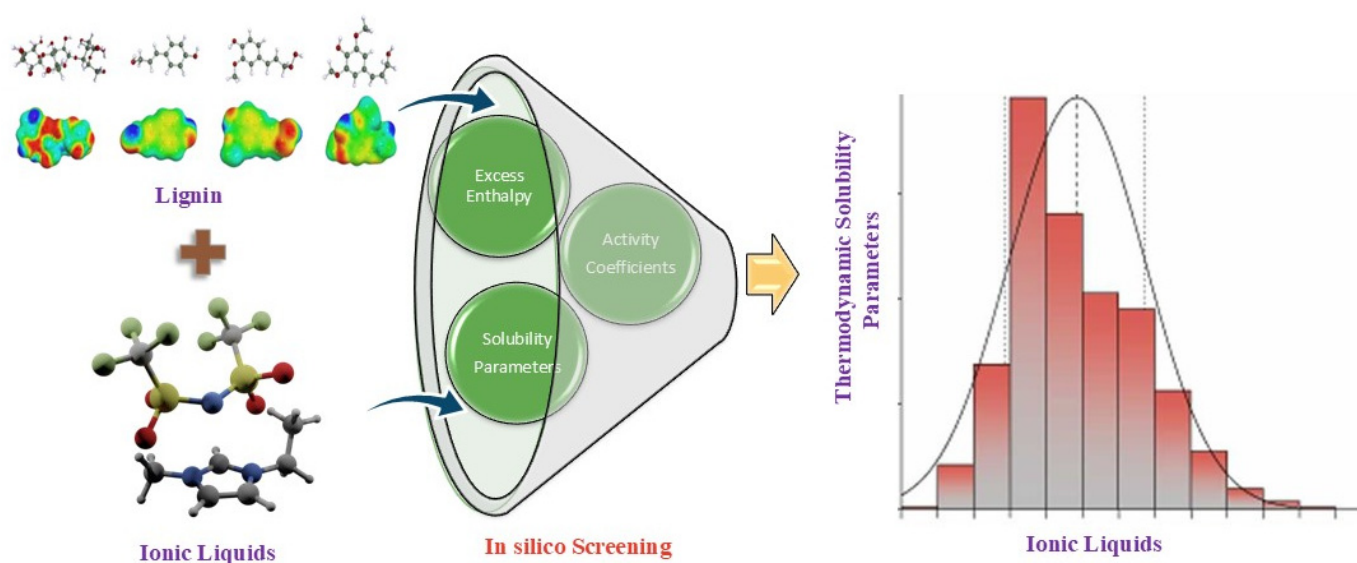 Lignin
Ionic Liquids
Excess
Enthalpy
Activity
Coefficients
Solubility
Parameters
In silico Screening
Thermodynamic Solubility
Parameters
Ionic Liquids